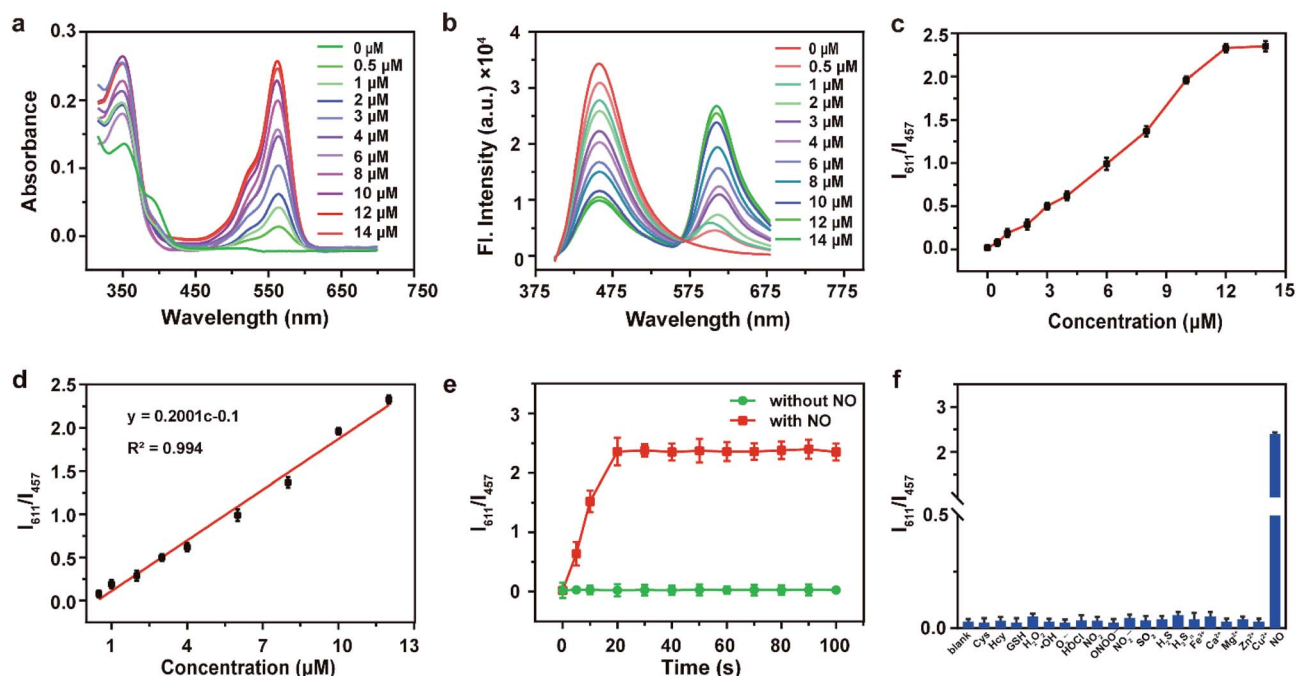 a
0.3
0.2
0.1
0.0
Absorbance
350
450
550
650
750
Wavelength (nm)
0 µM
0.5 µM
1 µM
2 µM
3 µM
4 µM
6 µM
8 µM
10 µM
12 µM
14 µM
b
4
3
2
1
0
Fl. Intensity (a.u.) ×10⁴
375
475
575
675
775
Wavelength (nm)
0 µM
0.5 µM
1 µM
2 µM
3 µM
4 µM
6 µM
8 µM
10 µM
12 µM
14 µM
c
2.5
2.0
1.5
1.0
0.5
0.0
I₆₁₁/I₄₅₇
0
3
6
9
12
15
Concentration (µM)
d
2.5
2.0
1.5
1.0
0.5
0.0
I₆₁₁/I₄₅₇
y = 0.2001c-0.1
R² = 0.994
1
4
7
10
13
Concentration (µM)
e
3
2
1
0
I₆₁₁/I₄₅₇
without NO
with NO
0
20
40
60
80
100
Time (s)
f
3
2
1
0.5
0.0
I₆₁₁/I₄₅₇
blank
Cys
Hcy
GSH
H₂O₂
•OH
O₂⁻
HOCl
NO₂
ONOO⁻
NO₂⁻
SO₂
H₂S
H₂Sₙ
Fe³⁺
Ca²⁺
Mg²⁺
Zn²⁺
Cu²⁺
NO